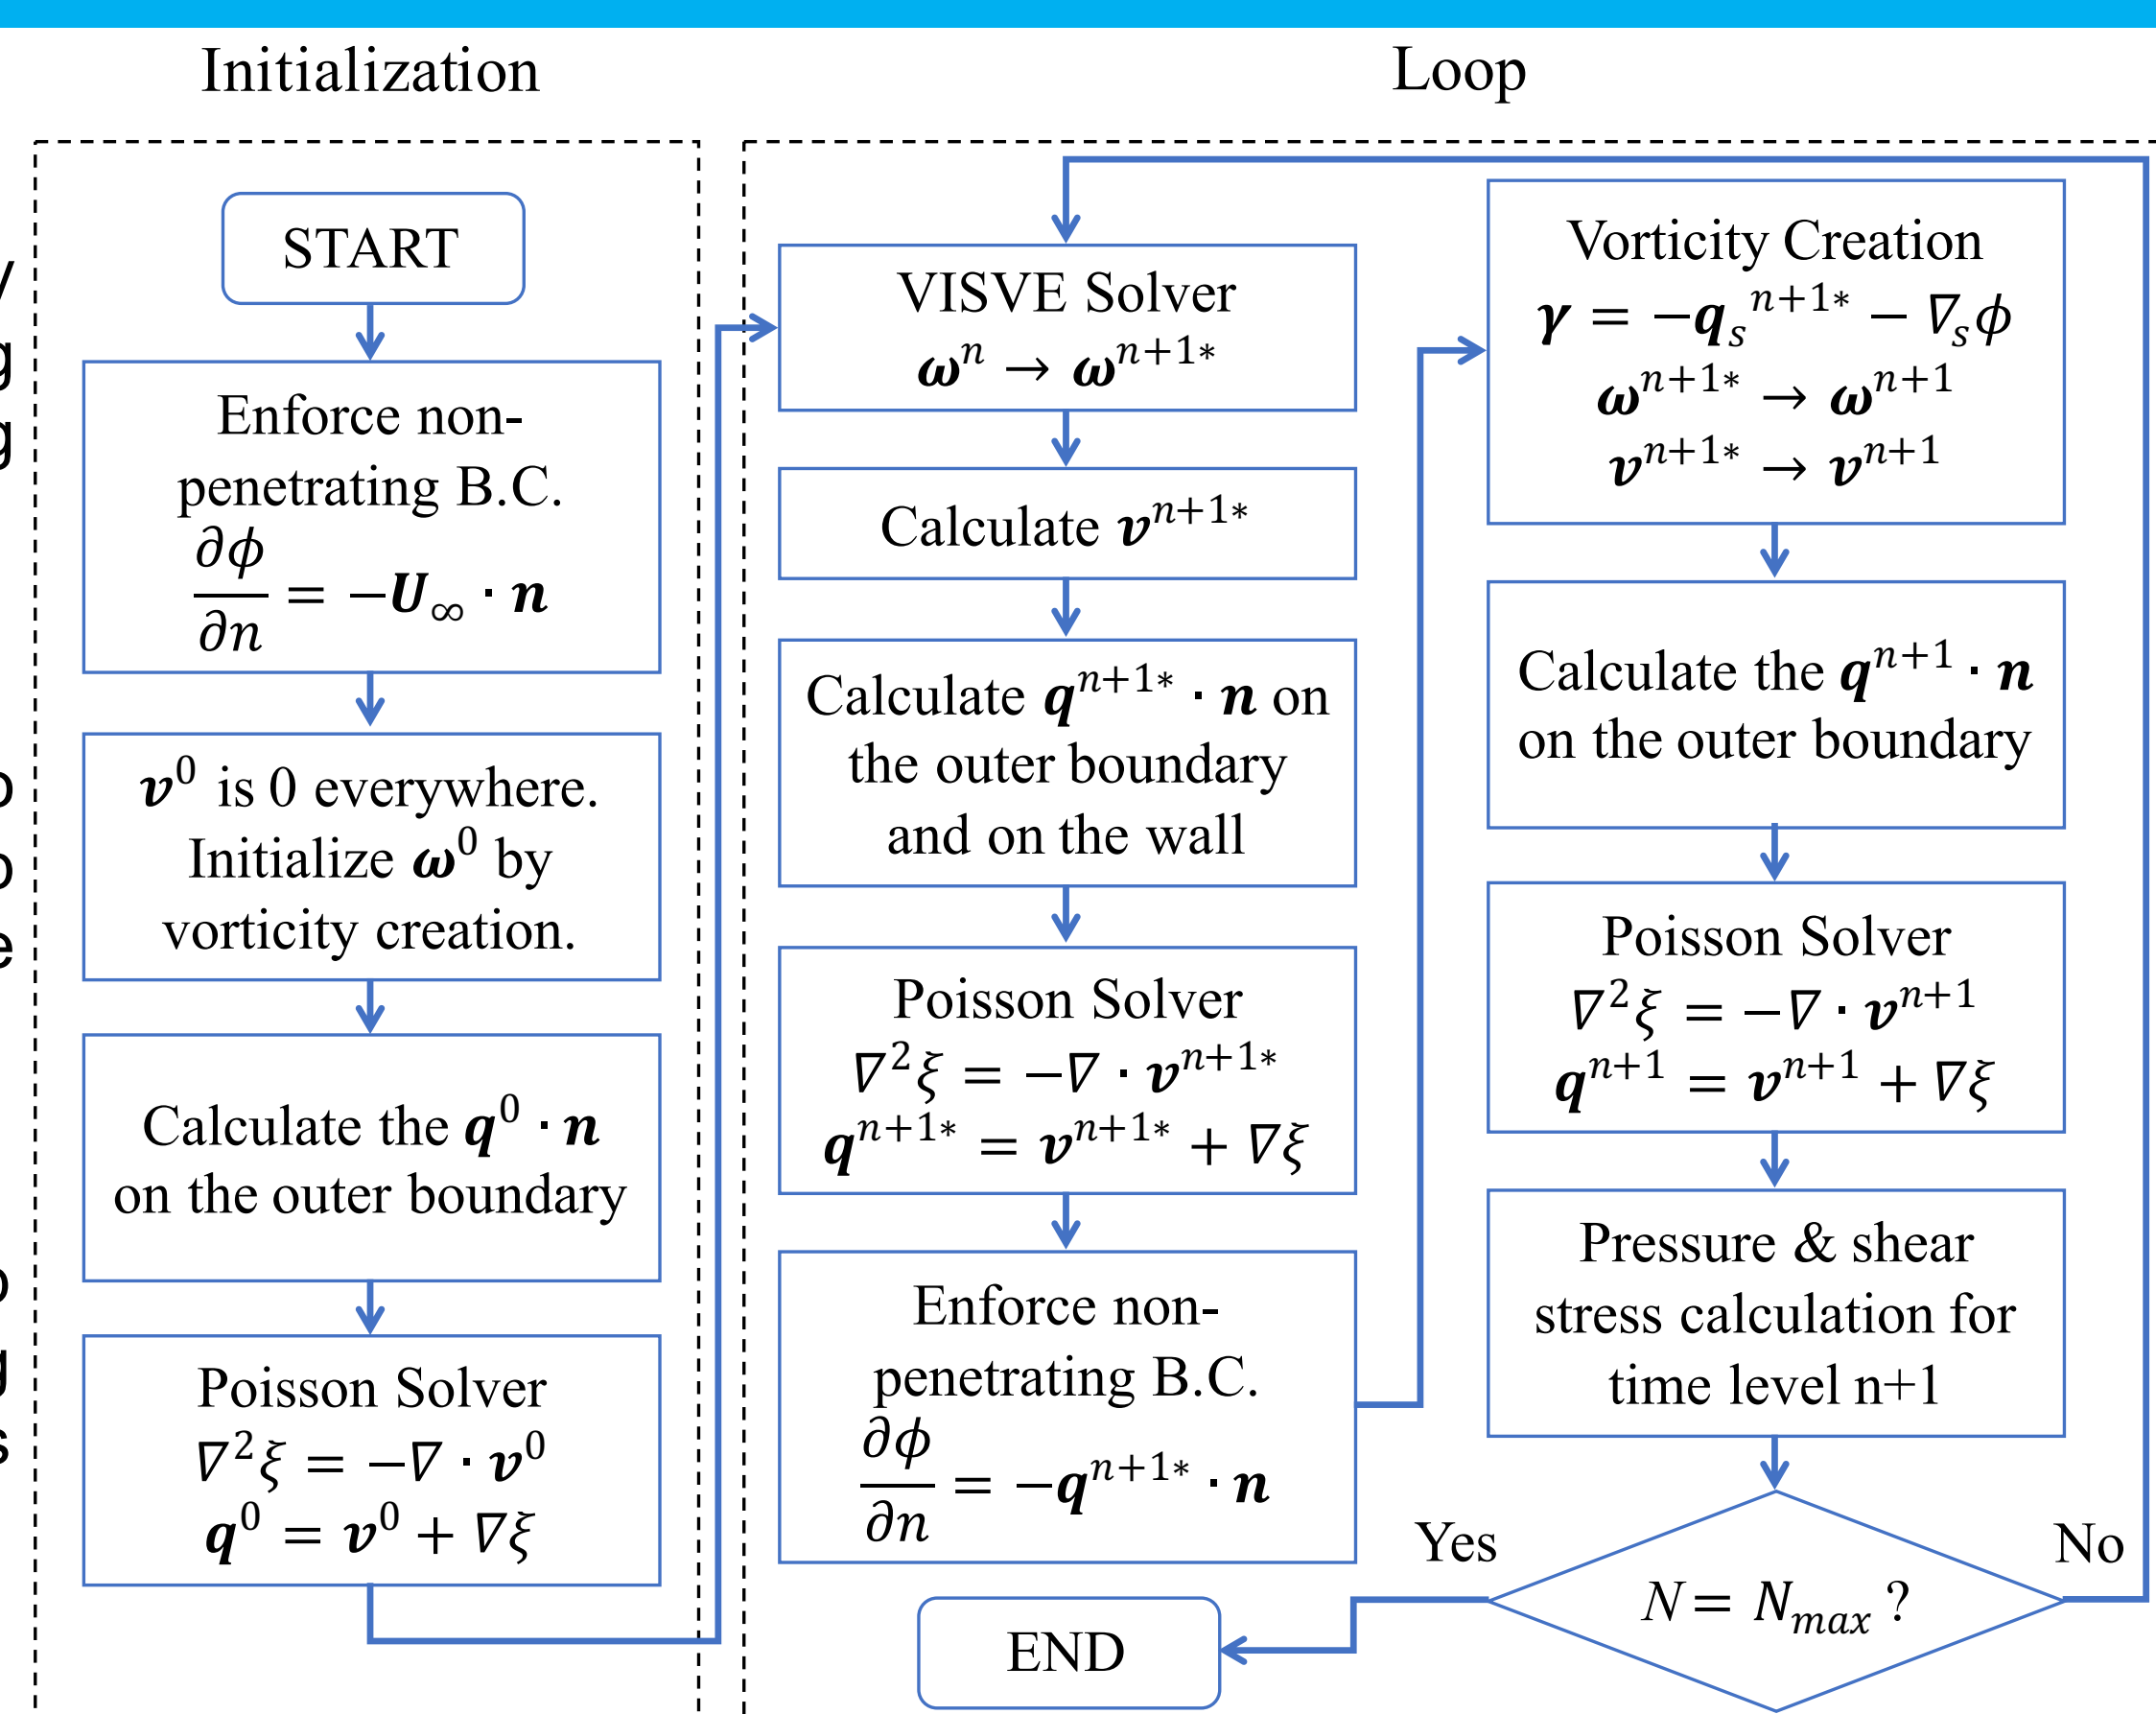 Initialization
START
Enforce non-
penetrating B.C.
∂ϕ/∂n = −U∞ · n
v⁰ is 0 everywhere.
Initialize ω⁰ by
vorticity creation.
Calculate the q⁰ · n
on the outer boundary
Poisson Solver
∇²ξ = −∇ · v⁰
q⁰ = v⁰ + ∇ξ
Loop
VISVE Solver
ωⁿ → ωⁿ⁺¹*
Calculate vⁿ⁺¹*
Calculate qⁿ⁺¹* · n on
the outer boundary
and on the wall
Poisson Solver
∇²ξ = −∇ · vⁿ⁺¹*
qⁿ⁺¹* = vⁿ⁺¹* + ∇ξ
Enforce non-
penetrating B.C.
∂ϕ/∂n = −qⁿ⁺¹* · n
Vorticity Creation
γ = −qₛⁿ⁺¹* − ∇ₛϕ
ωⁿ⁺¹* → ωⁿ⁺¹
vⁿ⁺¹* → vⁿ⁺¹
Calculate the qⁿ⁺¹ · n
on the outer boundary
Poisson Solver
∇²ξ = −∇ · vⁿ⁺¹
qⁿ⁺¹ = vⁿ⁺¹ + ∇ξ
Pressure & shear
stress calculation for
time level n+1
N = Nmax ?
Yes
No
END